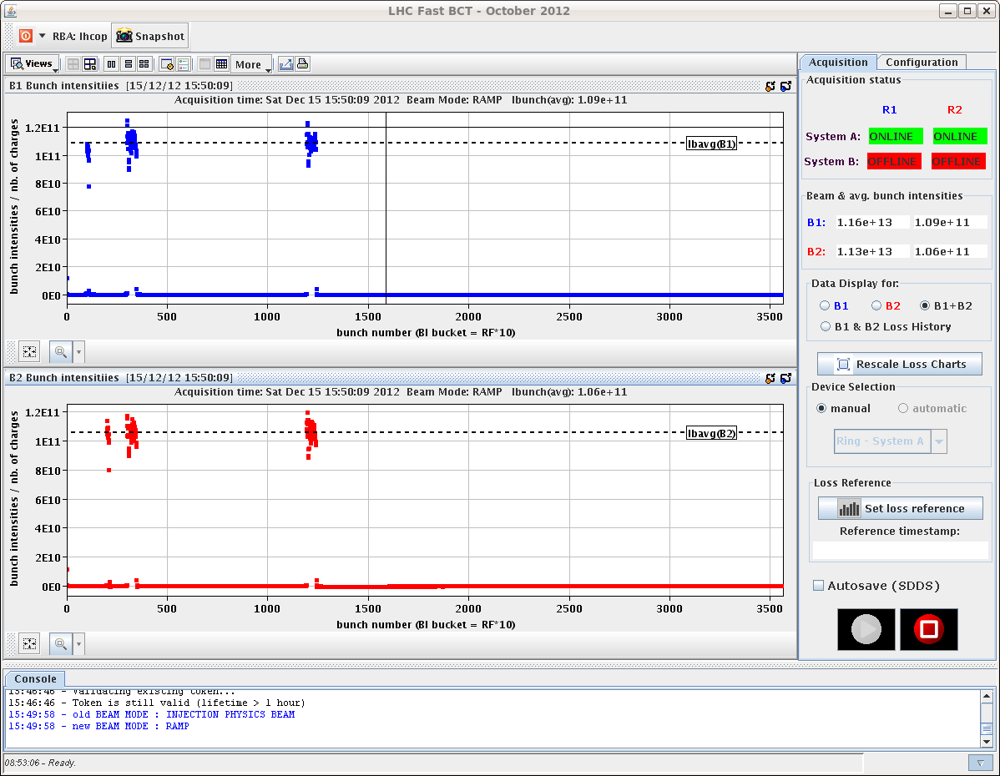 LHC Fast BCT - October 2012
RBA: lhcop Snapshot
Views More
B1 Bunch intensitiies [15/12/12 15:50:09]
Acquisition time: Sat Dec 15 15:50:09 2012 Beam Mode: RAMP Ibunch(avg): 1.09e+11
bunch intensities / nb. of charges
1.2E11
1E11
8E10
6E10
4E10
2E10
0E0
Ibavg(B1)
0 500 1000 1500 2000 2500 3000 3500
bunch number (BI bucket = RF*10)
B2 Bunch intensitiies [15/12/12 15:50:09]
Acquisition time: Sat Dec 15 15:50:09 2012 Beam Mode: RAMP Ibunch(avg): 1.06e+11
bunch intensities / nb. of charges
1.2E11
1E11
8E10
6E10
4E10
2E10
0E0
Ibavg(B2)
0 500 1000 1500 2000 2500 3000 3500
bunch number (BI bucket = RF*10)
Acquisition Configuration
Acquisition status
R1 R2
System A: ONLINE ONLINE
System B: OFFLINE OFFLINE
Beam & avg. bunch intensities
B1: 1.16e+13 1.09e+11
B2: 1.13e+13 1.06e+11
Data Display for:
B1 B2 B1+B2
B1 & B2 Loss History
Rescale Loss Charts
Device Selection
manual automatic
Ring - System A
Loss Reference
Set loss reference
Reference timestamp:
Autosave (SDDS)
Console
15:46:46 - Validating existing token...
15:46:46 - Token is still valid (lifetime > 1 hour)
15:49:58 - old BEAM MODE : INJECTION PHYSICS BEAM
15:49:58 - new BEAM MODE : RAMP
08:53:06 - Ready.